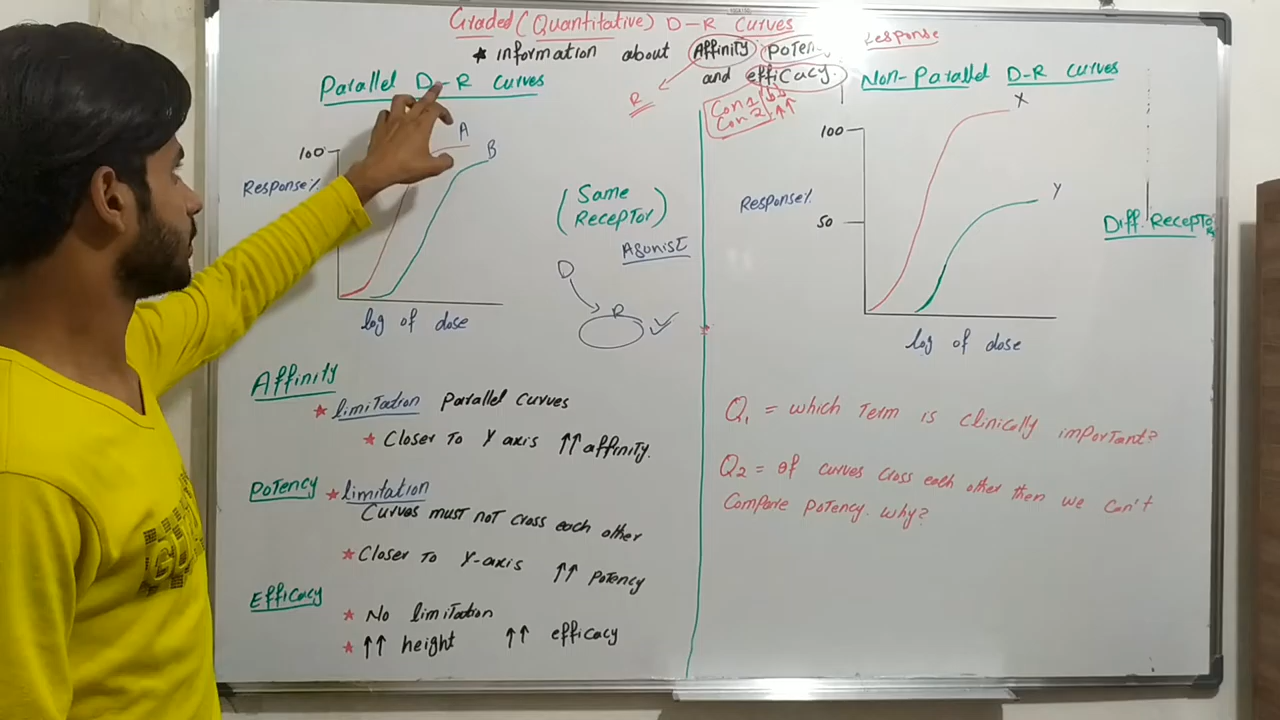 Graded (Quantitative) D-R Curves
* information about Affinity Poten Response
and efficacy.
R
Con 1 ↓↓
Con 2 ↑↑
Parallel D-R Curves
A
B
100
Response%
log of dose
(Same
Receptor)
Agonist
D
R
Affinity
* limitation Parallel curves
* Closer To Y axis ↑↑ affinity.
Potency * limitation
Curves must not cross each other
* Closer To Y-axis ↑↑ Potency
Efficacy
* No limitation
* ↑↑ height ↑↑ efficacy
Non-Parallel D-R curves
X
Y
100
Response%
50
log of dose
Diff. Receptor
Q1 = which Term is clinically important?
Q2 = of curves cross each other then we can't
Compare potency. why?